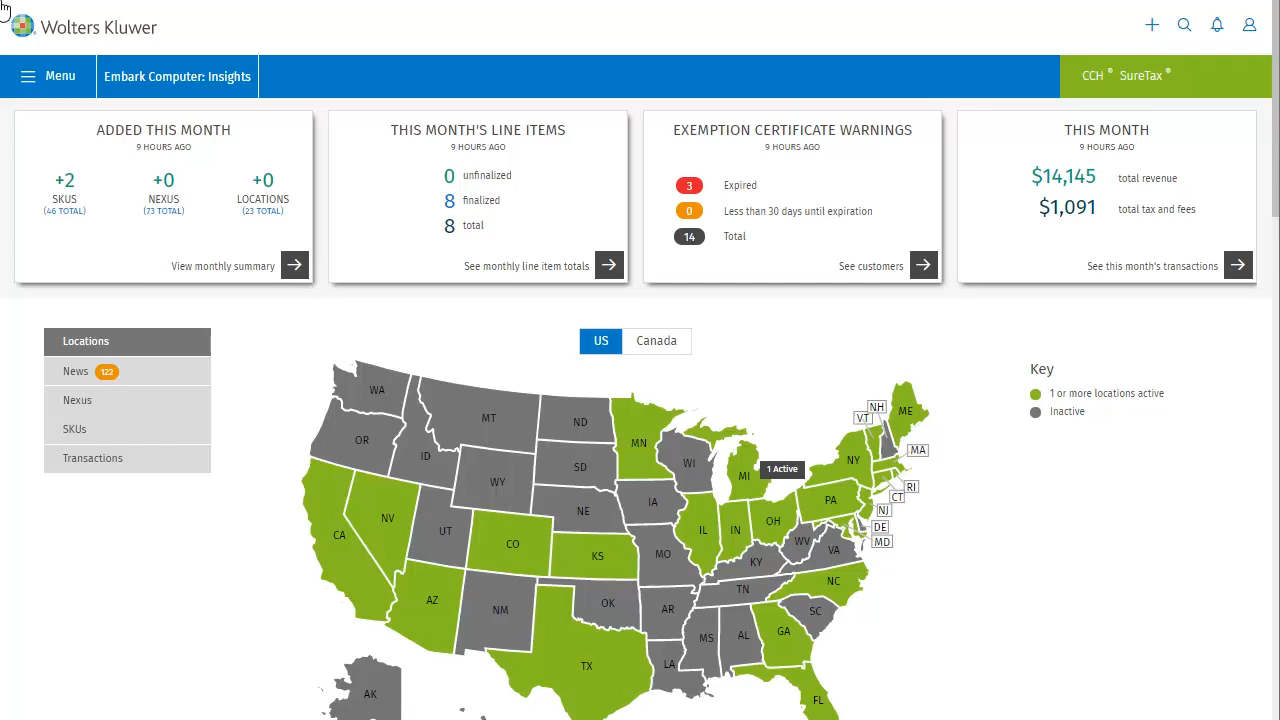 Wolters Kluwer
Menu
Embark Computer: Insights
CCH ® SureTax ®
ADDED THIS MONTH
9 HOURS AGO
+2
+0
+0
SKUS
NEXUS
LOCATIONS
(46 TOTAL)
(73 TOTAL)
(23 TOTAL)
View monthly summary
THIS MONTH'S LINE ITEMS
9 HOURS AGO
0 unfinalized
8 finalized
8 total
See monthly line item totals
EXEMPTION CERTIFICATE WARNINGS
9 HOURS AGO
3 Expired
0 Less than 30 days until expiration
14 Total
See customers
THIS MONTH
9 HOURS AGO
$14,145 total revenue
$1,091 total tax and fees
See this month's transactions
Locations
News 122
Nexus
SKUs
Transactions
US
Canada
Key
1 or more locations active
Inactive
WA
MT
ND
MN
OR
ID
SD
WI
MI
1 Active
NY
VT
NH
ME
MA
WY
IA
NE
PA
RI
CT
NJ
DE
MD
NV
UT
CA
CO
KS
MO
IL
IN
OH
WV
VA
KY
AZ
NM
OK
AR
TN
NC
SC
MS
AL
GA
TX
LA
AK
FL